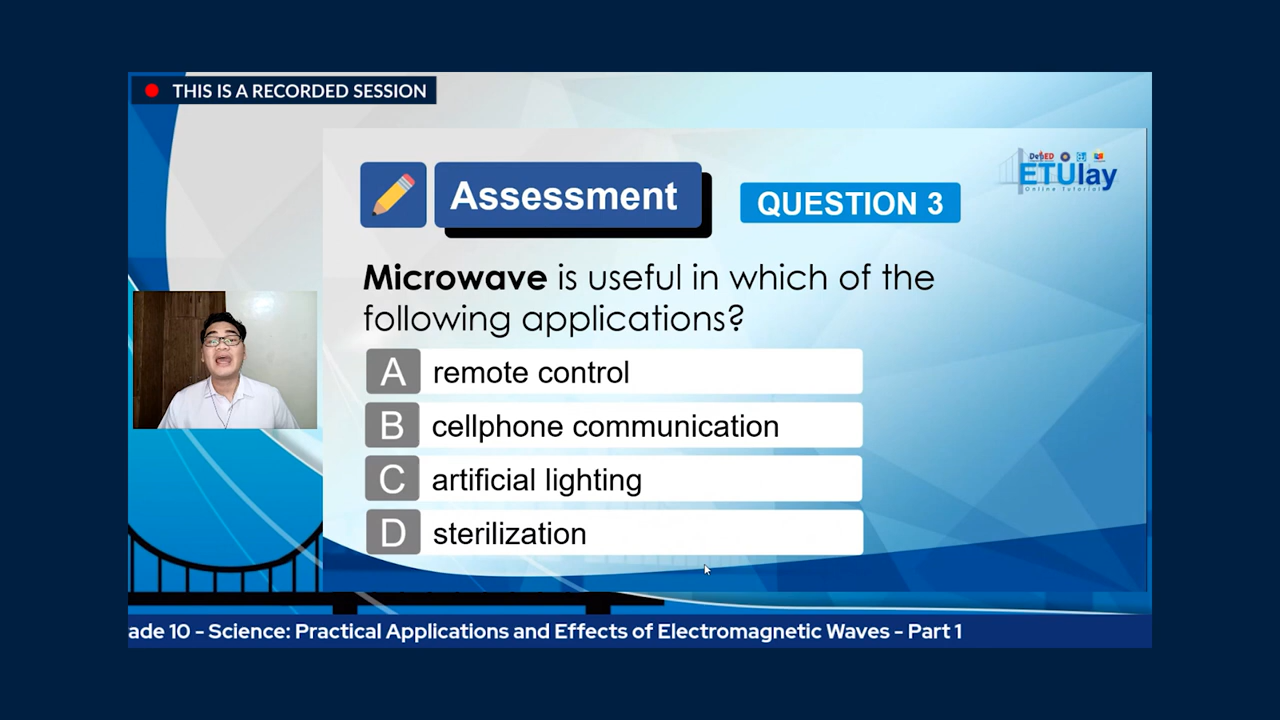 THIS IS A RECORDED SESSION
DepED
ETUlay
Online Tutorial
Assessment
QUESTION 3
Microwave is useful in which of the
following applications?
A remote control
B cellphone communication
C artificial lighting
D sterilization
ade 10 - Science: Practical Applications and Effects of Electromagnetic Waves - Part 1